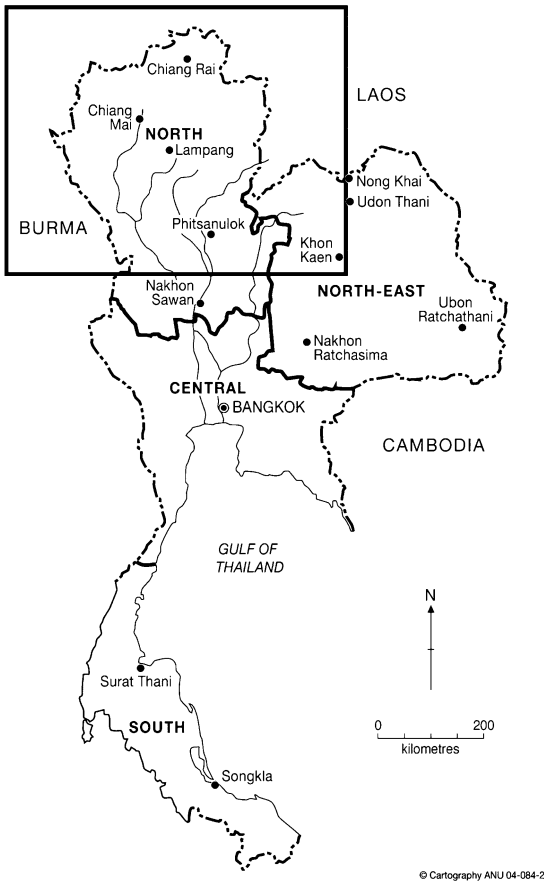 Chiang Rai
LAOS
Chiang
Mai
NORTH
Lampang
Nong Khai
Udon Thani
BURMA
Phitsanulok
Khon
Kaen
Nakhon
Sawan
NORTH-EAST
Ubon
Ratchathani
Nakhon
Ratchasima
CENTRAL
BANGKOK
CAMBODIA
GULF OF
THAILAND
N
Surat Thani
SOUTH
0
200
kilometres
Songkla
© Cartography ANU 04-084-2